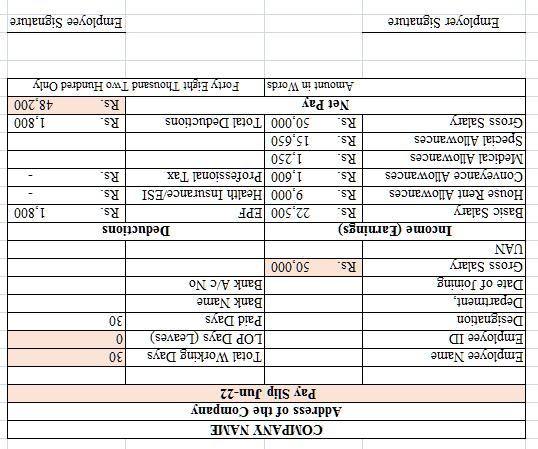 COMPANY NAME
Address of the Company
Pay Slip Jun-22
Employee Name Total Working Days 30
Employee ID LOP Days (Leaves) 0
Designation Paid Days 30
Department, Bank Name
Date of Joining Bank A/c No
Gross Salary Rs. 50,000
UAN
Income (Earnings) Deductions
Basic Salary Rs. 22,500 EPF Rs. 1,800
House Rent Allowances Rs. 9,000 Health Insurance/ESI Rs. -
Conveyance Allowances Rs. 1,600 Professional Tax Rs. -
Medical Allowances Rs. 1,250
Special Allowances Rs. 15,650
Gross Salary Rs. 50,000 Total Deductions Rs. 1,800
Net Pay Rs. 48,200
Amount in Words Forty Eight Thousand Two Hundred Only
Employer Signature Employee Signature